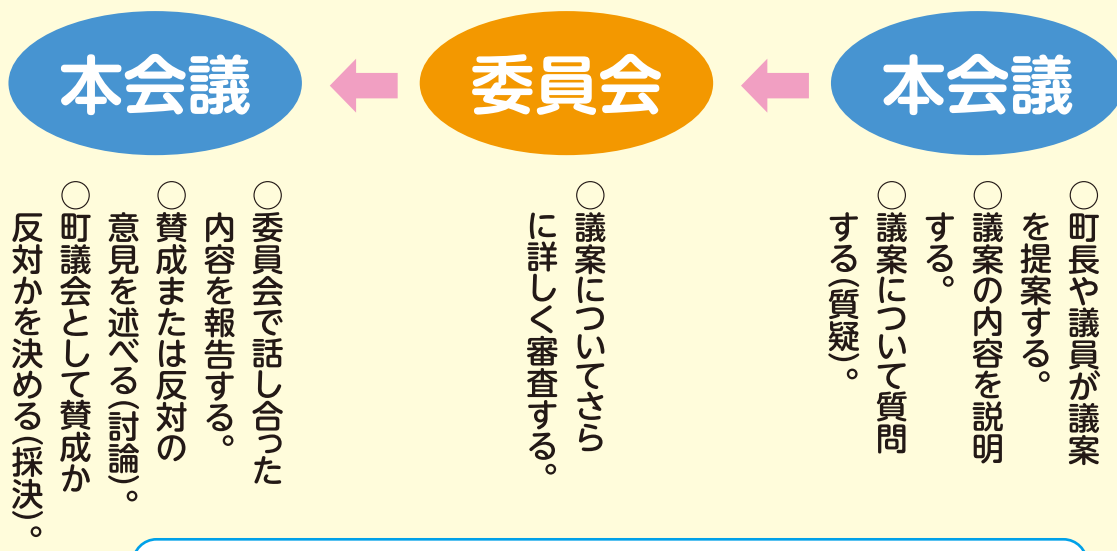 本会議
○町長や議員が議案
を提案する。
○議案の内容を説明
する。
○議案について質問
する(質疑)。
委員会
○議案についてさら
に詳しく審査する。
本会議
○委員会で話し合った
内容を報告する。
○賛成または反対の
意見を述べる(討論)。
○町議会として賛成か
反対かを決める(採決)。